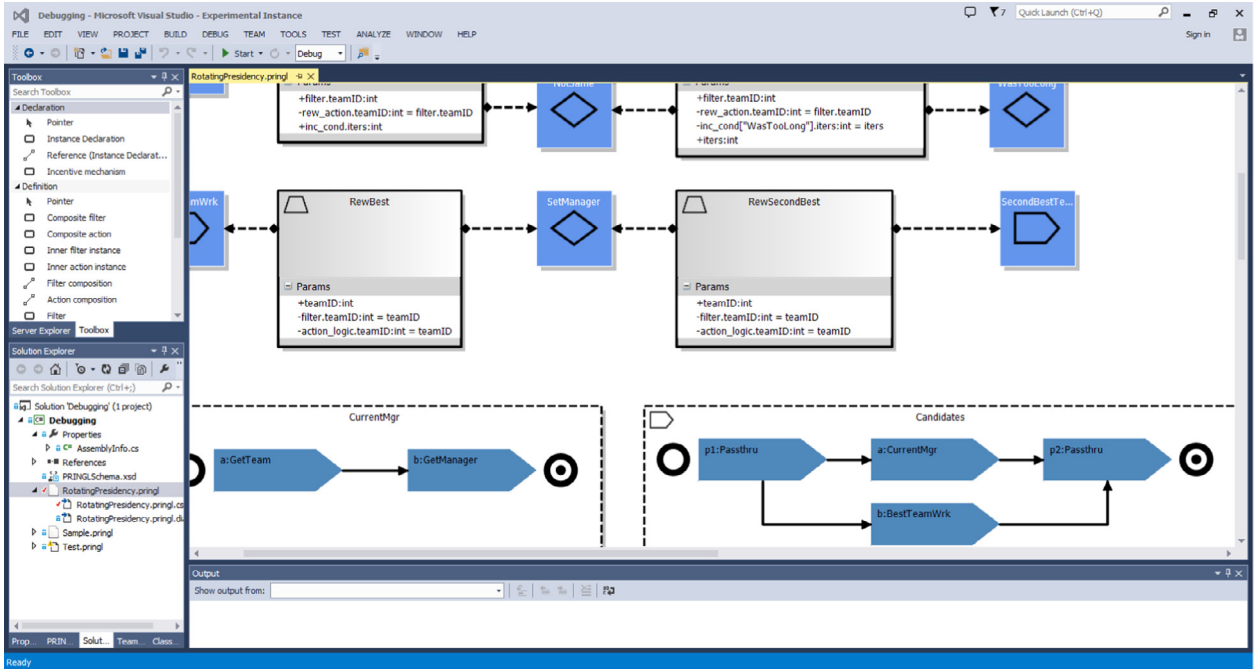 Debugging - Microsoft Visual Studio - Experimental Instance
7 Quick Launch (Ctrl+Q)
FILE EDIT VIEW PROJECT BUILD DEBUG TEAM TOOLS TEST ANALYZE WINDOW HELP
Sign in
Start Debug
Toolbox
Search Toolbox
Declaration
Pointer
Instance Declaration
Reference (Instance Declarat...
Incentive mechanism
Definition
Pointer
Composite filter
Composite action
Inner filter instance
Inner action instance
Filter composition
Action composition
Filter
Server Explorer Toolbox
Solution Explorer
Search Solution Explorer (Ctrl+;)
Solution 'Debugging' (1 project)
Debugging
Properties
C# AssemblyInfo.cs
References
PRINGLSchema.xsd
RotatingPresidency.pringl
RotatingPresidency.pringl.cs
RotatingPresidency.pringl.di
Sample.pringl
Test.pringl
Prop... PRIN... Solut... Team... Class...
RotatingPresidency.pringl
Params
+filter.teamID:int
-rew_action.teamID:int = filter.teamID
+inc_cond.iters:int
NotSame
Params
+filter.teamID:int
-rew_action.teamID:int = filter.teamID
-inc_cond["WasTooLong"].iters:int = iters
+iters:int
WasTooLong
mWrk
RewBest
Params
+teamID:int
-filter.teamID:int = teamID
-action_logic.teamID:int = teamID
SetManager
RewSecondBest
Params
+teamID:int
-filter.teamID:int = teamID
-action_logic.teamID:int = teamID
SecondBestTe...
CurrentMgr
a:GetTeam
b:GetManager
Candidates
p1:Passthru
a:CurrentMgr
p2:Passthru
b:BestTeamWrk
Output
Show output from:
Ready